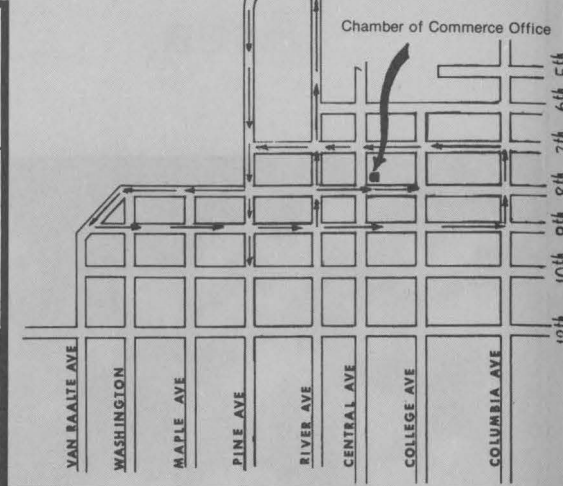 Chamber of Commerce Office
5th
6th
7th
8th
9th
10th
VAN RAALTE AVE
WASHINGTON
MAPLE AVE
PINE AVE
RIVER AVE
CENTRAL AVE
COLLEGE AVE
COLUMBIA AVE